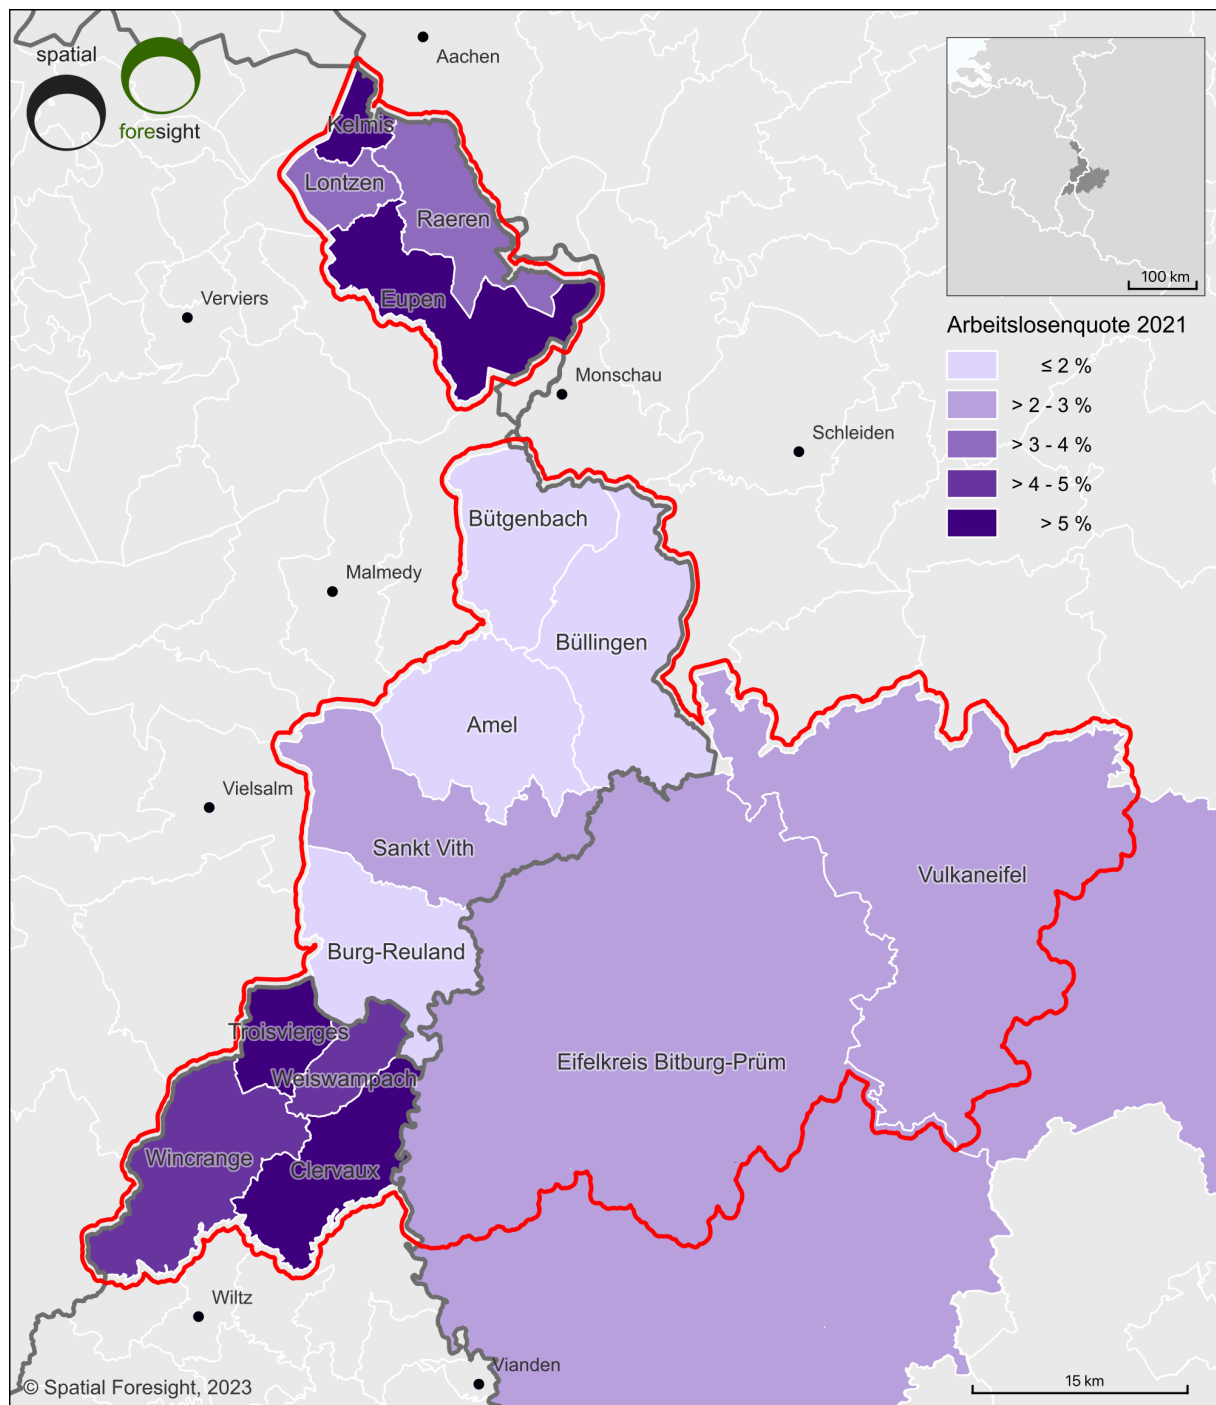 spatial
foresight
Aachen
Kelmis
Lontzen
Raeren
Eupen
Verviers
Monschau
Schleiden
100 km
Arbeitslosenquote 2021
≤ 2 %
> 2 - 3 %
> 3 - 4 %
> 4 - 5 %
> 5 %
Bütgenbach
Malmedy
Büllingen
Amel
Vielsalm
Sankt Vith
Vulkaneifel
Burg-Reuland
Troisvierges
Weiswampach
Eifelkreis Bitburg-Prüm
Wincrange
Clervaux
Wiltz
Vianden
© Spatial Foresight, 2023
15 km